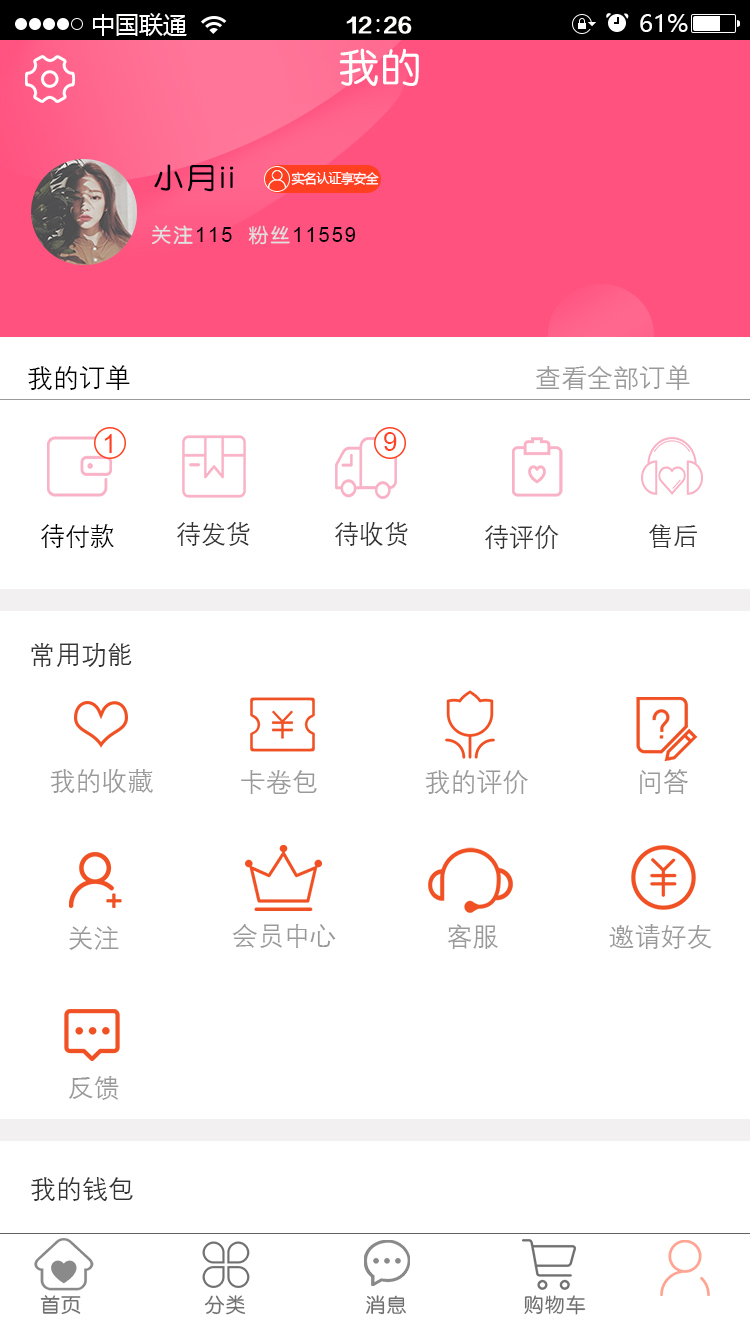 中国联通 12:26 61%
我的
小月ii 实名认证享安全
关注115 粉丝11559
我的订单 查看全部订单
1 9
待付款 待发货 待收货 待评价 售后
常用功能
我的收藏 卡卷包 我的评价 问答
关注 会员中心 客服 邀请好友
反馈
我的钱包
首页 分类 消息 购物车